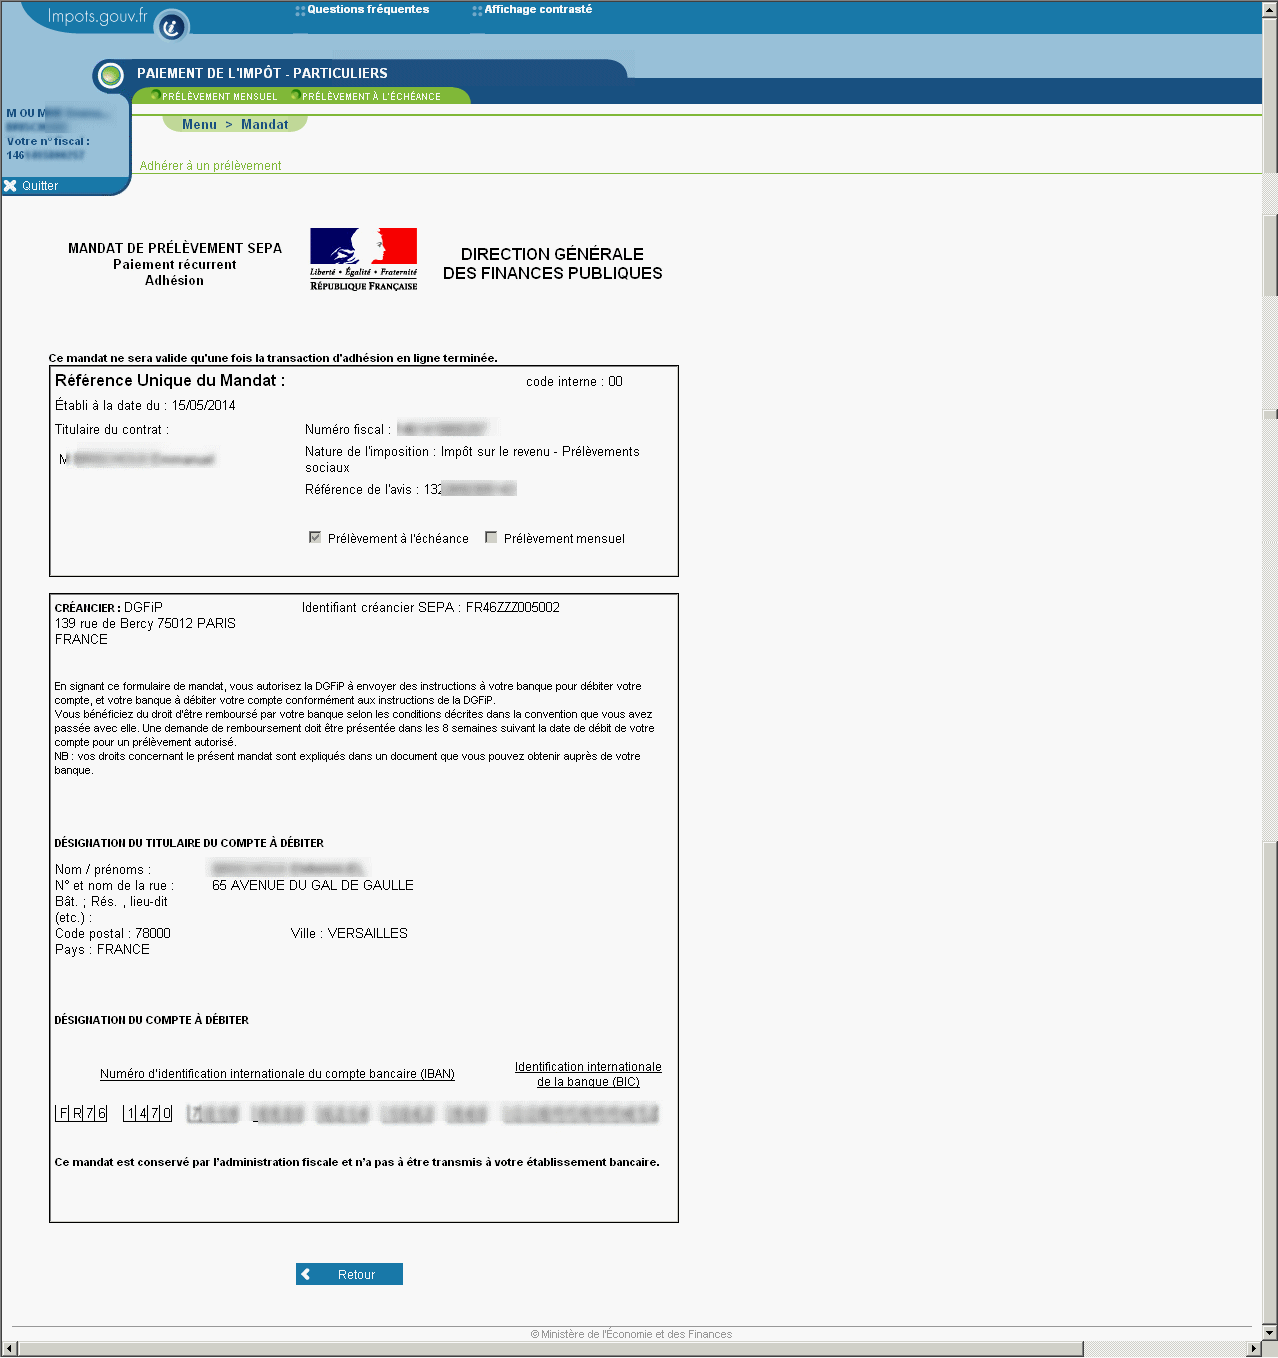 Impots.gouv.fr
Questions fréquentes
Affichage contrasté
PAIEMENT DE L'IMPÔT - PARTICULIERS
PRÉLÈVEMENT MENSUEL
PRÉLÈVEMENT À L'ÉCHÉANCE
M OU M
Votre n° fiscal :
146
Quitter
Menu > Mandat
Adhérer à un prélèvement
MANDAT DE PRÉLÈVEMENT SEPA
Paiement récurrent
Adhésion
Liberté • Égalité • Fraternité
RÉPUBLIQUE FRANÇAISE
DIRECTION GÉNÉRALE
DES FINANCES PUBLIQUES
Ce mandat ne sera valide qu'une fois la transaction d'adhésion en ligne terminée.
Référence Unique du Mandat :
code interne : 00
Établi à la date du : 15/05/2014
Titulaire du contrat :
Numéro fiscal :
M
Nature de l'imposition : Impôt sur le revenu - Prélèvements
sociaux
Référence de l'avis : 132
Prélèvement à l'échéance
Prélèvement mensuel
CRÉANCIER : DGFiP
Identifiant créancier SEPA : FR46ZZZ005002
139 rue de Bercy 75012 PARIS
FRANCE
En signant ce formulaire de mandat, vous autorisez la DGFiP à envoyer des instructions à votre banque pour débiter votre
compte, et votre banque à débiter votre compte conformément aux instructions de la DGFiP.
Vous bénéficiez du droit d'être remboursé par votre banque selon les conditions décrites dans la convention que vous avez
passée avec elle. Une demande de remboursement doit être présentée dans les 8 semaines suivant la date de débit de votre
compte pour un prélèvement autorisé.
NB : vos droits concernant le présent mandat sont expliqués dans un document que vous pouvez obtenir auprès de votre
banque.
DÉSIGNATION DU TITULAIRE DU COMPTE À DÉBITER
Nom / prénoms :
N° et nom de la rue : 65 AVENUE DU GAL DE GAULLE
Bât. ; Rés. , lieu-dit
(etc.) :
Code postal : 78000
Ville : VERSAILLES
Pays : FRANCE
DÉSIGNATION DU COMPTE À DÉBITER
Numéro d'identification internationale du compte bancaire (IBAN)
Identification internationale
de la banque (BIC)
FR76 1470 7
Ce mandat est conservé par l'administration fiscale et n'a pas à être transmis à votre établissement bancaire.
Retour
© Ministère de l'Économie et des Finances